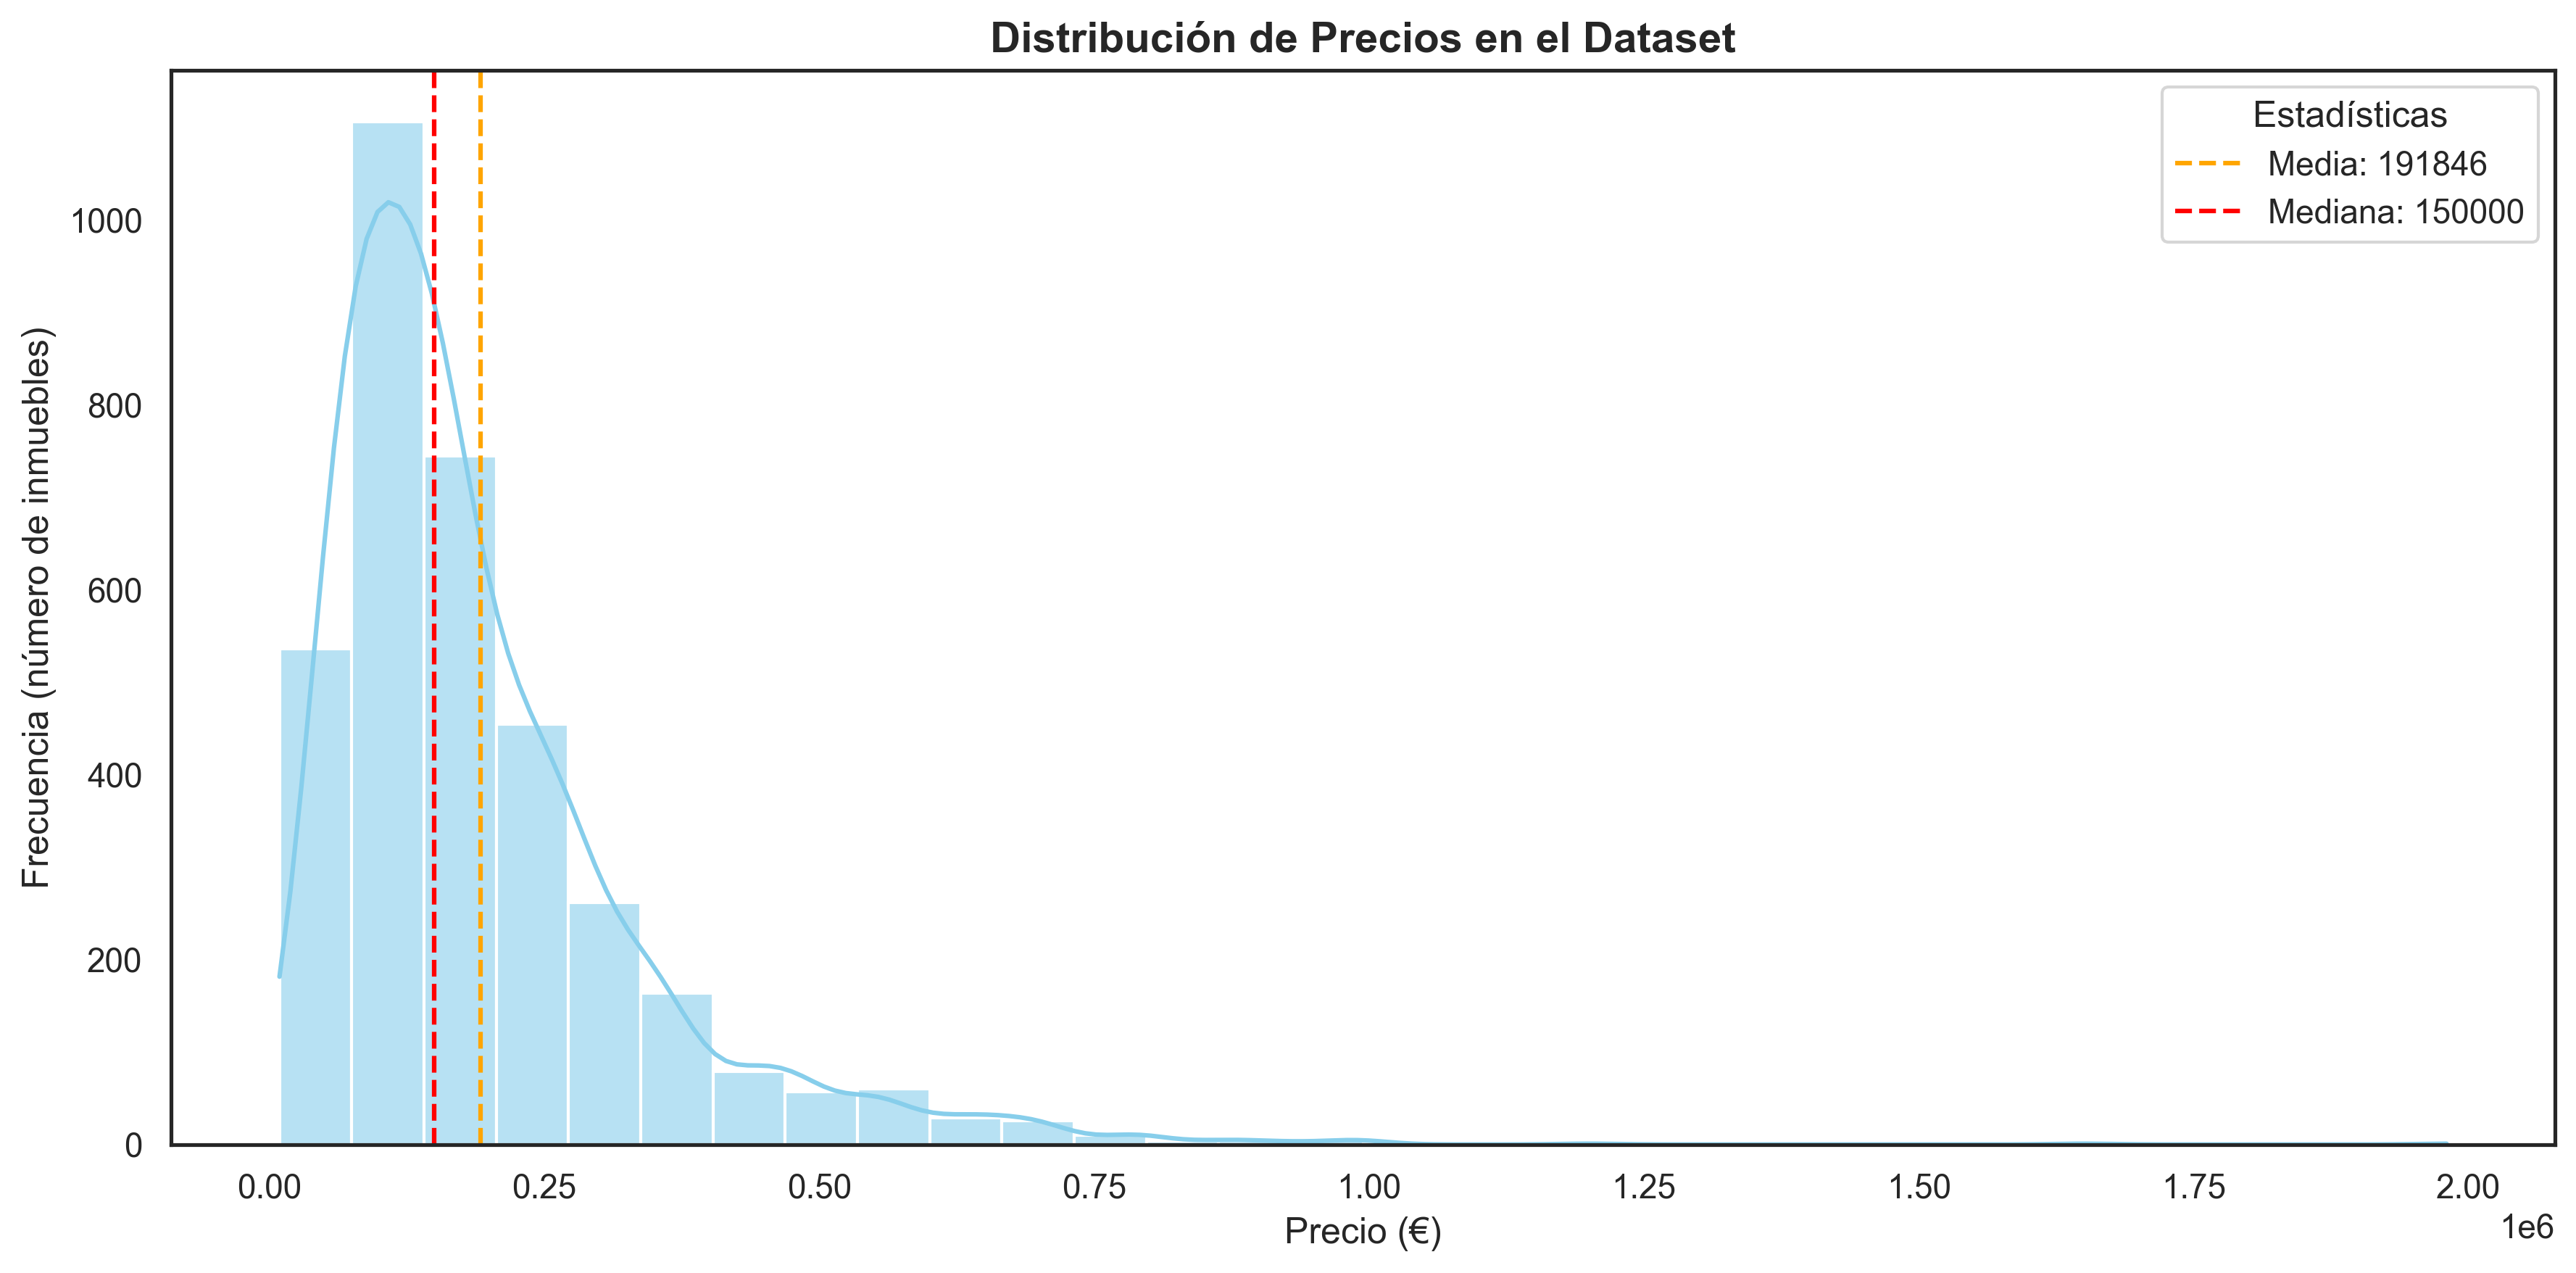 Distribución de Precios en el Dataset
Estadísticas
Media: 191846
Mediana: 150000
Frecuencia (número de inmuebles)
1000
800
600
400
200
0
0.00 0.25 0.50 0.75 1.00 1.25 1.50 1.75 2.00
1e6
Precio (€)